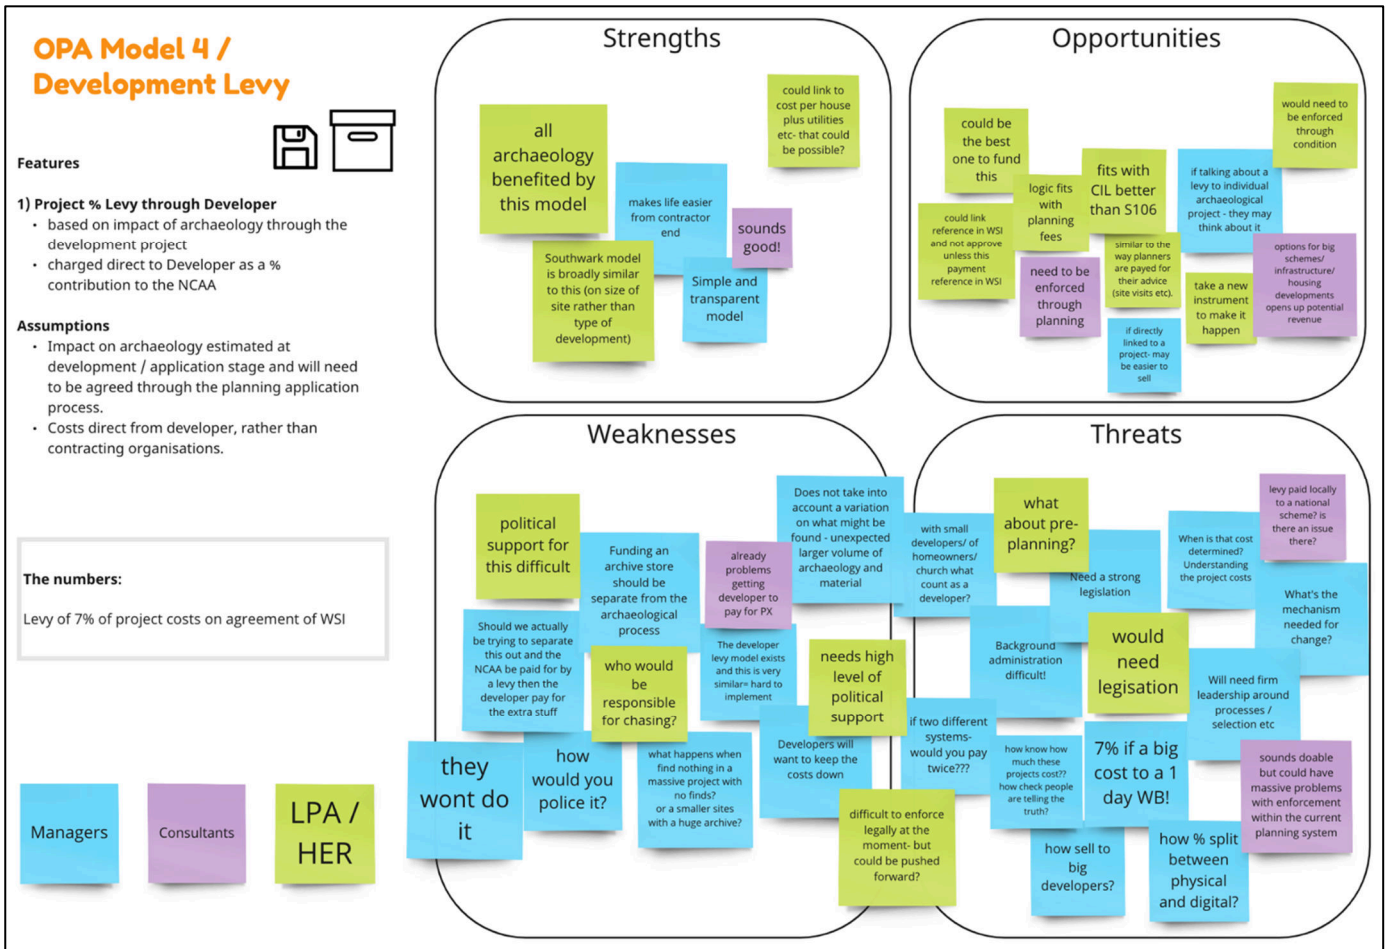 OPA Model 4 /
Development Levy
Features
1) Project % Levy through Developer
• based on impact of archaeology through the
development project
• charged direct to Developer as a %
contribution to the NCAA
Assumptions
• Impact on archaeology estimated at
development / application stage and will need
to be agreed through the planning application
process.
• Costs direct from developer, rather than
contracting organisations.
The numbers:
Levy of 7% of project costs on agreement of WSI
Managers
Consultants
LPA /
HER
Strengths
all
archaeology
benefited by
this model
could link to
cost per house
plus utilities
etc- that could
be possible?
makes life easier
from contractor
end
sounds
good!
Southwark model
is broadly similar
to this (on size of
site rather than
type of
development)
Simple and
transparent
model
Opportunities
could be
the best
one to fund
this
would need to
be enforced
through
condition
logic fits
with
planning
fees
fits with
CIL better
than S106
if talking about a
levy to individual
archaeological
project - they may
think about it
could link
reference in WSI
and not approve
unless this
payment
reference in WSI
need to be
enforced
through
planning
similar to the
way planners
are payed for
their advice
(site visits etc).
take a new
instrument
to make it
happen
options for big
schemes/
infrastructure/
housing
developments
opens up potential
revenue
if directly
linked to a
project- may
be easier to
sell
Weaknesses
political
support for
this difficult
Funding an
archive store
should be
separate from the
archaeological
process
already
problems
getting
developer to
pay for PX
Does not take into
account a variation
on what might be
found - unexpected
larger volume of
archaeology and
material
Should we actually
be trying to separate
this out and the
NCAA be paid for by
a levy then the
developer pay for
the extra stuff
who would
be
responsible
for chasing?
The developer
levy model exists
and this is very
similar= hard to
implement
needs high
level of
political
support
they
wont do
it
how
would you
police it?
what happens when
find nothing in a
massive project with
no finds?
or a smaller sites
with a huge archive?
Developers will
want to keep the
costs down
difficult to enforce
legally at the
moment- but
could be pushed
forward?
Threats
with small
developers/ of
homeowners/
church what
count as a
developer?
what
about pre-
planning?
Need a strong
legislation
When is that cost
determined?
Understanding
the project costs
levy paid locally
to a national
scheme? is
there an issue
there?
What's the
mechanism
needed for
change?
Background
administration
difficult!
would
need
legisation
Will need firm
leadership around
processes /
selection etc
if two different
systems-
would you pay
twice???
how know how
much these
projects cost??
how check people
are telling the
truth?
7% if a big
cost to a 1
day WB!
sounds doable
but could have
massive problems
with enforcement
within the current
planning system
how sell to
big
developers?
how % split
between
physical
and digital?